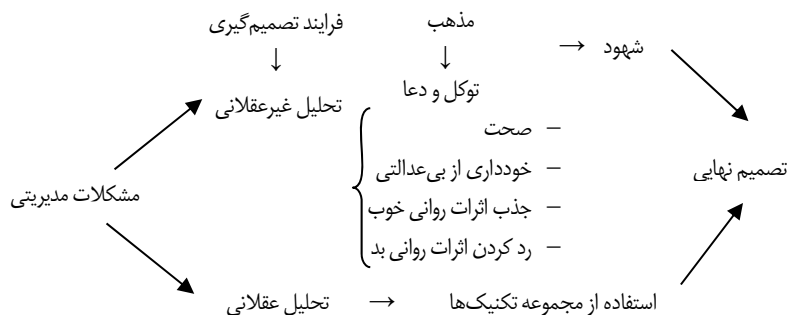 فرایند تصمیم‌گیری
مذهب
شهود
توکل و دعا
تحلیل غیرعقلانی
– صحت
– خودداری از بی‌عدالتی
– جذب اثرات روانی خوب
– رد کردن اثرات روانی بد
مشکلات مدیریتی
تصمیم نهایی
تحلیل عقلانی
استفاده از مجموعه تکنیک‌ها